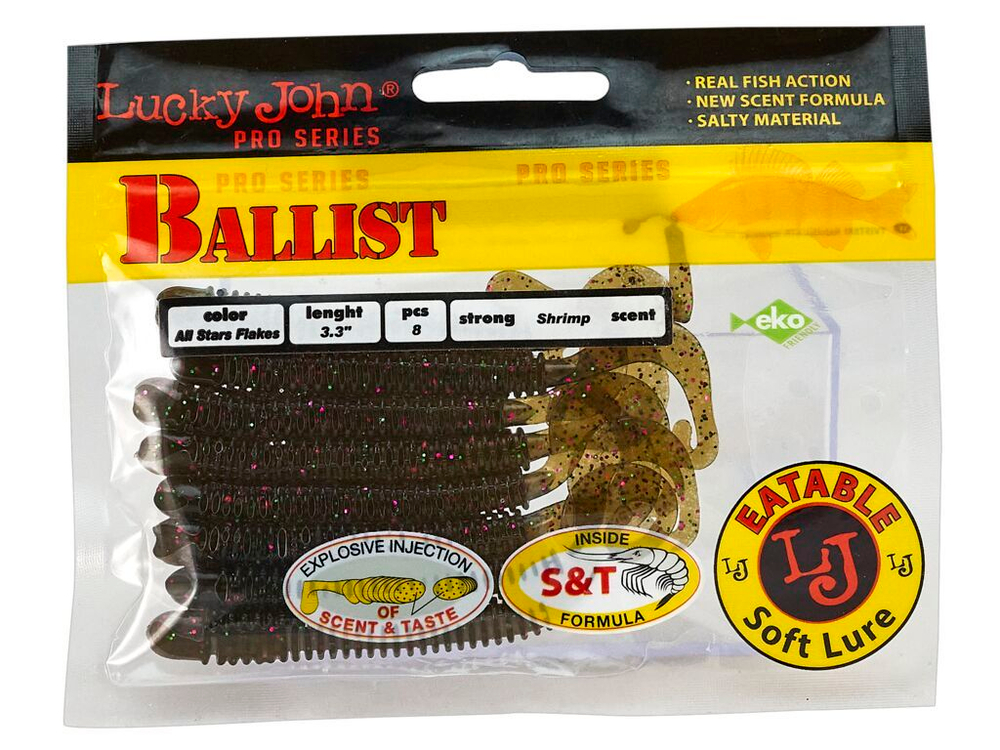 Lucky John®
PRO SERIES
· REAL FISH ACTION
· NEW SCENT FORMULA
· SALTY MATERIAL
PRO SERIES
PRO SERIES
BALLIST
color
All Stars Flakes
lenght
3.3"
pcs
8
strong Shrimp scent
eko
FRIENDLY
EXPLOSIVE INJECTION
OF
SCENT & TASTE
INSIDE
S&T
FORMULA
EATABLE
LJ
LJ
LJ
Soft Lure